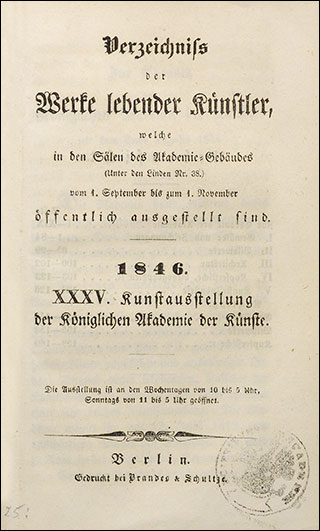 Verzeichniss
der
Werke lebender Künstler,
welche
in den Sälen des Akademie-Gebäudes
(Unter den Linden Nr. 38.)
vom 1. September bis zum 1. November
öffentlich ausgestellt sind.
1846.
XXXV. Kunstausstellung
der Königlichen Akademie der Künste.
Die Ausstellung ist an den Wochentagen von 10 bis 5 Uhr,
Sonntags von 11 bis 5 Uhr geöffnet.
Berlin.
Gedruckt bei Brandes & Schultze.